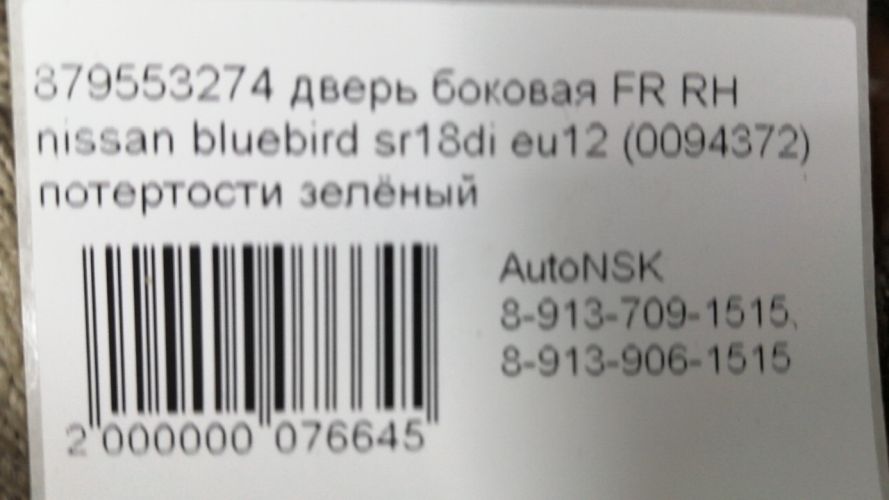 879553274 дверь боковая FR RH
nissan bluebird sr18di eu12 (0094372)
потертости зелёный
AutoNSK
8-913-709-1515,
8-913-906-1515
2 000000 076645